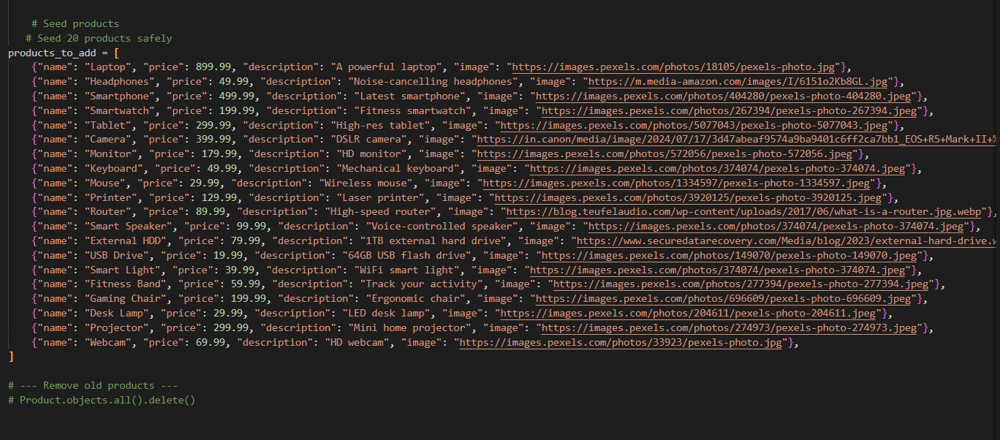 # Seed products
# Seed 20 products safely
products_to_add = [
{"name": "Laptop", "price": 899.99, "description": "A powerful laptop", "image": "https://images.pexels.com/photos/18105/pexels-photo.jpg"},
{"name": "Headphones", "price": 49.99, "description": "Noise-cancelling headphones", "image": "https://m.media-amazon.com/images/I/6151o2Kb8GL.jpg"},
{"name": "Smartphone", "price": 499.99, "description": "Latest smartphone", "image": "https://images.pexels.com/photos/404280/pexels-photo-404280.jpeg"},
{"name": "Smartwatch", "price": 199.99, "description": "Fitness smartwatch", "image": "https://images.pexels.com/photos/267394/pexels-photo-267394.jpeg"},
{"name": "Tablet", "price": 299.99, "description": "High-res tablet", "image": "https://images.pexels.com/photos/5077043/pexels-photo-5077043.jpeg"},
{"name": "Camera", "price": 399.99, "description": "DSLR camera", "image": "https://in.canon/media/image/2024/07/17/3d47abeaf9574a9ba9401c6ff2ca7bb1_EOS+R5+Mark+II+%
{"name": "Monitor", "price": 179.99, "description": "HD monitor", "image": "https://images.pexels.com/photos/572056/pexels-photo-572056.jpeg"},
{"name": "Keyboard", "price": 49.99, "description": "Mechanical keyboard", "image": "https://images.pexels.com/photos/374074/pexels-photo-374074.jpeg"},
{"name": "Mouse", "price": 29.99, "description": "Wireless mouse", "image": "https://images.pexels.com/photos/1334597/pexels-photo-1334597.jpeg"},
{"name": "Printer", "price": 129.99, "description": "Laser printer", "image": "https://images.pexels.com/photos/3920125/pexels-photo-3920125.jpeg"},
{"name": "Router", "price": 89.99, "description": "High-speed router", "image": "https://blog.teufelaudio.com/wp-content/uploads/2017/06/what-is-a-router.jpg.webp"},
{"name": "Smart Speaker", "price": 99.99, "description": "Voice-controlled speaker", "image": "https://images.pexels.com/photos/374074/pexels-photo-374074.jpeg"},
{"name": "External HDD", "price": 79.99, "description": "1TB external hard drive", "image": "https://www.securedatarecovery.com/Media/blog/2023/external-hard-drive.w
{"name": "USB Drive", "price": 19.99, "description": "64GB USB flash drive", "image": "https://images.pexels.com/photos/149070/pexels-photo-149070.jpeg"},
{"name": "Smart Light", "price": 39.99, "description": "WiFi smart light", "image": "https://images.pexels.com/photos/374074/pexels-photo-374074.jpeg"},
{"name": "Fitness Band", "price": 59.99, "description": "Track your activity", "image": "https://images.pexels.com/photos/277394/pexels-photo-277394.jpeg"},
{"name": "Gaming Chair", "price": 199.99, "description": "Ergonomic chair", "image": "https://images.pexels.com/photos/696609/pexels-photo-696609.jpeg"},
{"name": "Desk Lamp", "price": 29.99, "description": "LED desk lamp", "image": "https://images.pexels.com/photos/204611/pexels-photo-204611.jpeg"},
{"name": "Projector", "price": 299.99, "description": "Mini home projector", "image": "https://images.pexels.com/photos/274973/pexels-photo-274973.jpeg"},
{"name": "Webcam", "price": 69.99, "description": "HD webcam", "image": "https://images.pexels.com/photos/33923/pexels-photo.jpg"},
]
# --- Remove old products ---
# Product.objects.all().delete()